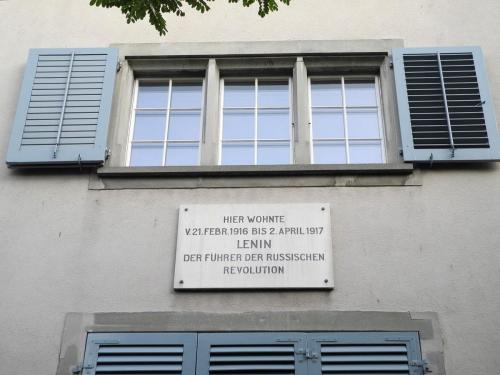 HIER WOHNTE
V. 21. FEBR. 1916 BIS 2. APRIL 1917
LENIN
DER FÜHRER DER RUSSISCHEN
REVOLUTION